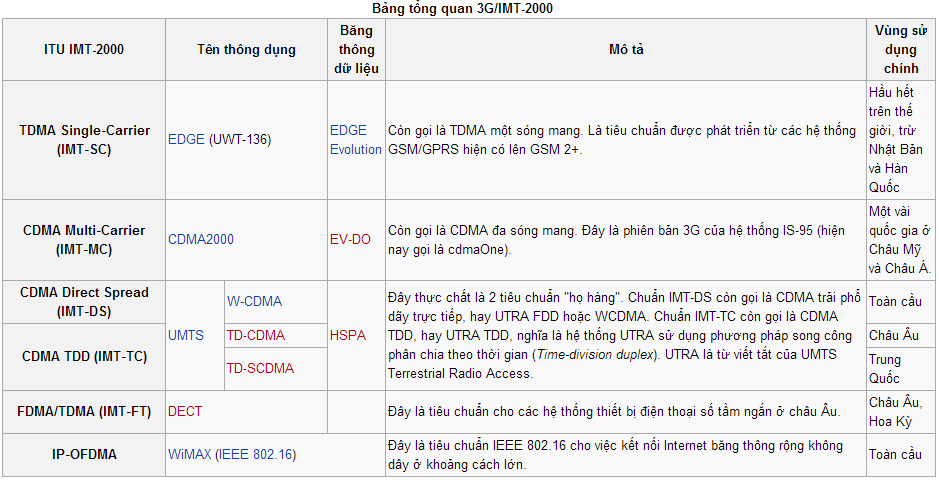 Bảng tổng quan 3G/IMT-2000
ITU IMT-2000
Tên thông dụng
Băng
thông
dữ liệu
Mô tả
Vùng sử
dụng
chính
TDMA Single-Carrier
(IMT-SC)
EDGE (UWT-136)
EDGE
Evolution
Còn gọi là TDMA một sóng mang. Là tiêu chuẩn được phát triển từ các hệ thống
GSM/GPRS hiện có lên GSM 2+.
Hầu hết
trên thế
giới, trừ
Nhật Bản
và Hàn
Quốc
CDMA Multi-Carrier
(IMT-MC)
CDMA2000
EV-DO
Còn gọi là CDMA đa sóng mang. Đây là phiên bản 3G của hệ thống IS-95 (hiện
nay gọi là cdmaOne).
Một vài
quốc gia ở
Châu Mỹ
và Châu Á.
CDMA Direct Spread
(IMT-DS)
UMTS
W-CDMA
HSPA
Đây thực chất là 2 tiêu chuẩn "họ hàng". Chuẩn IMT-DS còn gọi là CDMA trải phổ
dãy trực tiếp, hay UTRA FDD hoặc WCDMA. Chuẩn IMT-TC còn gọi là CDMA
TDD, hay UTRA TDD, nghĩa là hệ thống UTRA sử dụng phương pháp song công
phân chia theo thời gian (Time-division duplex). UTRA là từ viết tắt của UMTS
Terrestrial Radio Access.
Toàn cầu
CDMA TDD (IMT-TC)
TD-CDMA
Châu Âu
TD-SCDMA
Trung
Quốc
FDMA/TDMA (IMT-FT)
DECT
Đây là tiêu chuẩn cho các hệ thống thiết bị điện thoại số tầm ngắn ở châu Âu.
Châu Âu,
Hoa Kỳ
IP-OFDMA
WiMAX (IEEE 802.16)
Đây là tiêu chuẩn IEEE 802.16 cho việc kết nối Internet băng thông rộng không
dây ở khoảng cách lớn.
Toàn cầu